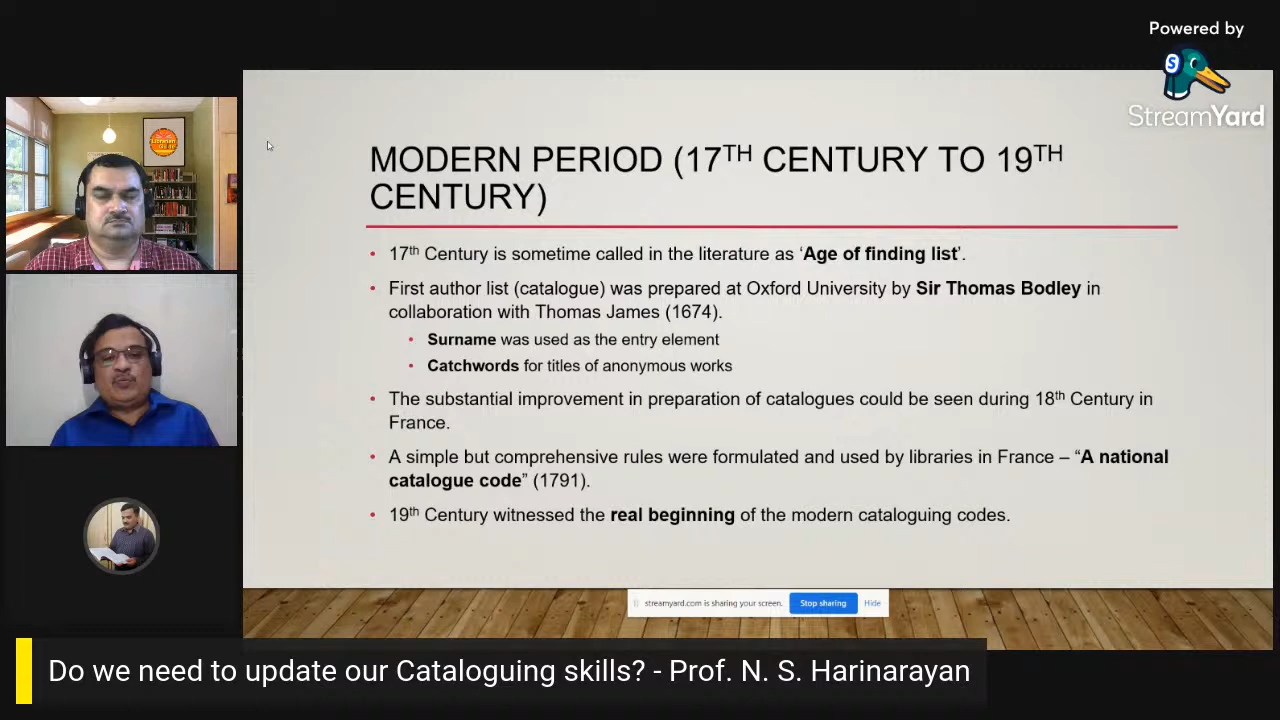 Powered by
StreamYard
Librarian
MODERN PERIOD (17TH CENTURY TO 19TH
CENTURY)
• 17th Century is sometime called in the literature as ‘Age of finding list’.
• First author list (catalogue) was prepared at Oxford University by Sir Thomas Bodley in
collaboration with Thomas James (1674).
• Surname was used as the entry element
• Catchwords for titles of anonymous works
• The substantial improvement in preparation of catalogues could be seen during 18th Century in
France.
• A simple but comprehensive rules were formulated and used by libraries in France – “A national
catalogue code” (1791).
• 19th Century witnessed the real beginning of the modern cataloguing codes.
streamyard.com is sharing your screen. Stop sharing Hide
Do we need to update our Cataloguing skills? - Prof. N. S. Harinarayan